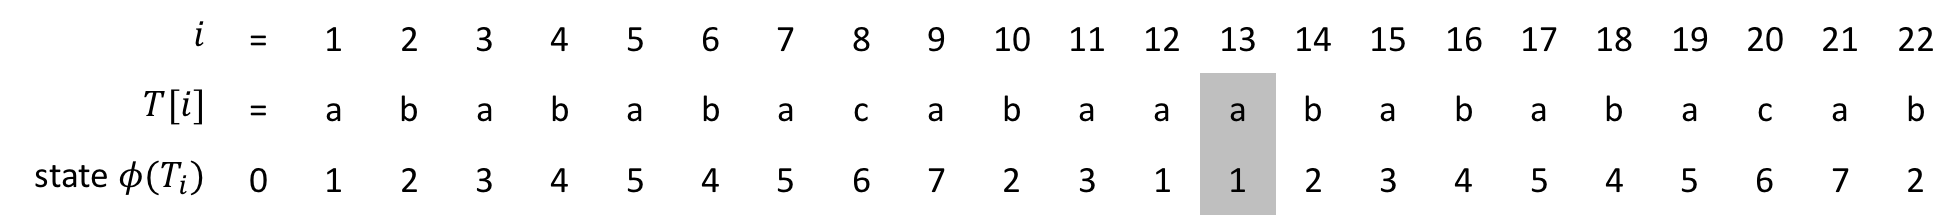 i = 1 2 3 4 5 6 7 8 9 10 11 12 13 14 15 16 17 18 19 20 21 22
T[i] = a b a b a b a c a b a a a b a b a b a c a b
state ϕ(Tᵢ) 0 1 2 3 4 5 4 5 6 7 2 3 1 1 2 3 4 5 4 5 6 7 2